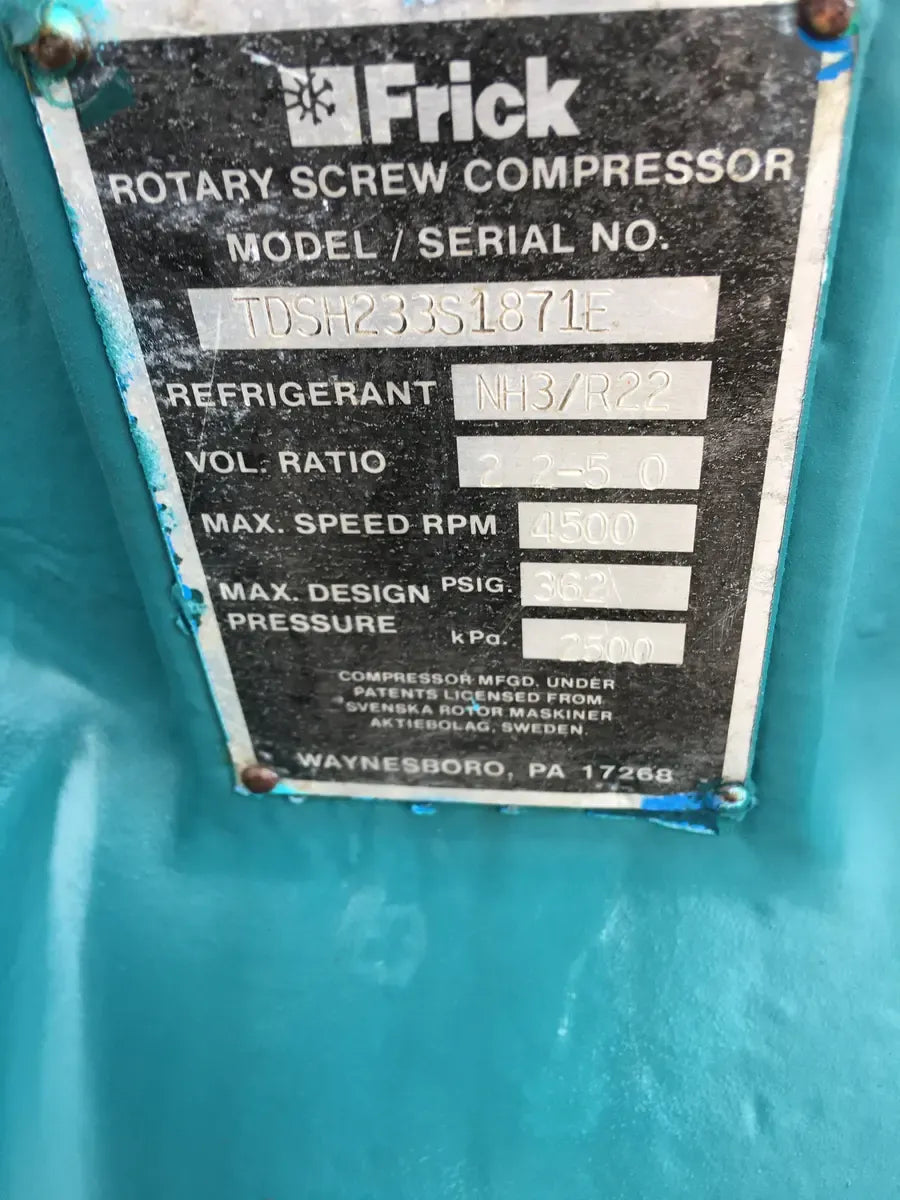 Frick
ROTARY SCREW COMPRESSOR
MODEL / SERIAL NO.
TDSH233S1871E
REFRIGERANT NH3/R22
VOL. RATIO 2 2-5 0
MAX. SPEED RPM 4500
MAX. DESIGN PSIG. 362
PRESSURE kPa. 2500
COMPRESSOR MFGD. UNDER
PATENTS LICENSED FROM
SVENSKA ROTOR MASKINER
AKTIEBOLAG, SWEDEN.
WAYNESBORO, PA 17268